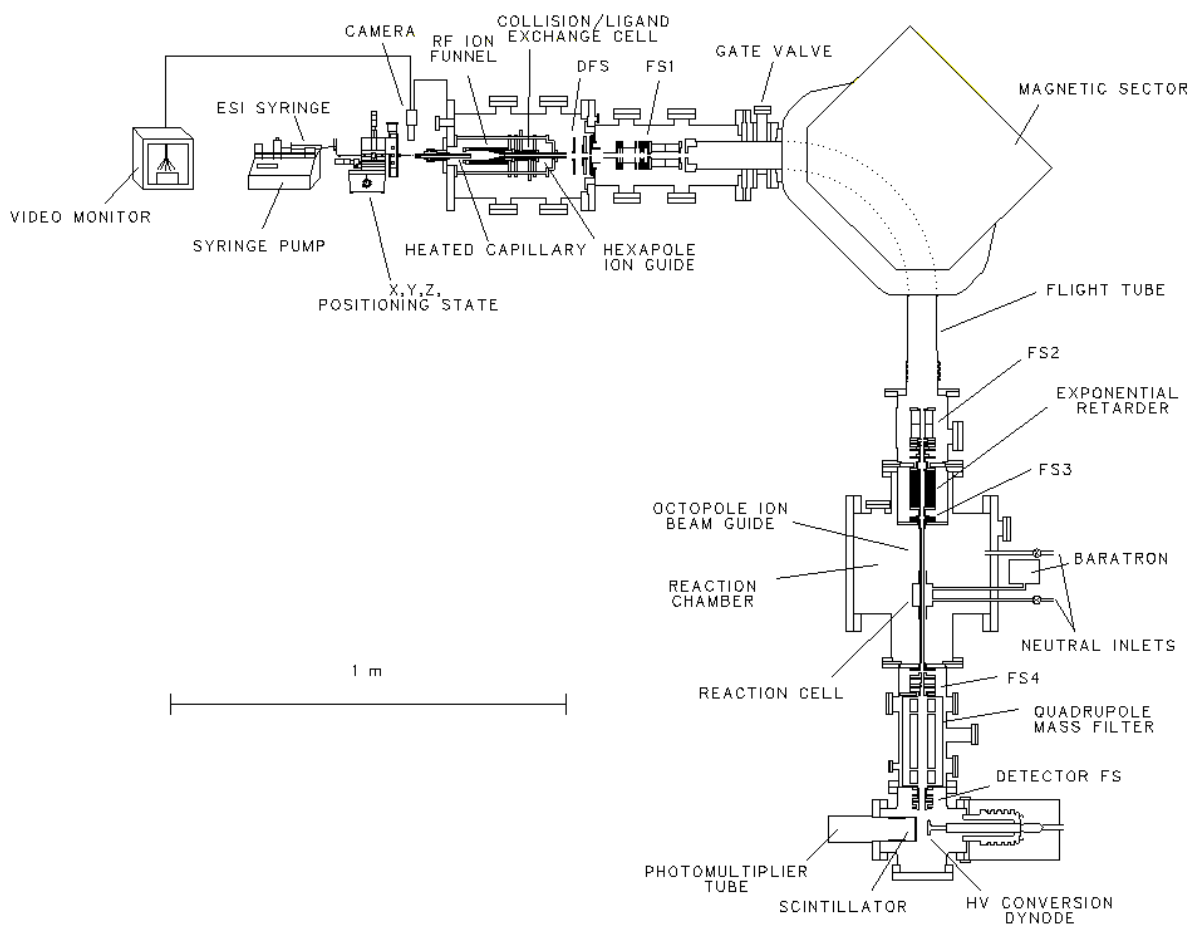 CAMERA
RF ION
FUNNEL
COLLISION/LIGAND
EXCHANGE CELL
DFS
FS1
GATE VALVE
MAGNETIC SECTOR
ESI SYRINGE
VIDEO MONITOR
SYRINGE PUMP
HEATED CAPILLARY
HEXAPOLE
ION GUIDE
X,Y,Z,
POSITIONING STATE
FLIGHT TUBE
FS2
EXPONENTIAL
RETARDER
FS3
OCTOPOLE ION
BEAM GUIDE
BARATRON
REACTION
CHAMBER
NEUTRAL INLETS
1 m
REACTION CELL
FS4
QUADRUPOLE
MASS FILTER
DETECTOR FS
PHOTOMULTIPLIER
TUBE
SCINTILLATOR
HV CONVERSION
DYNODE